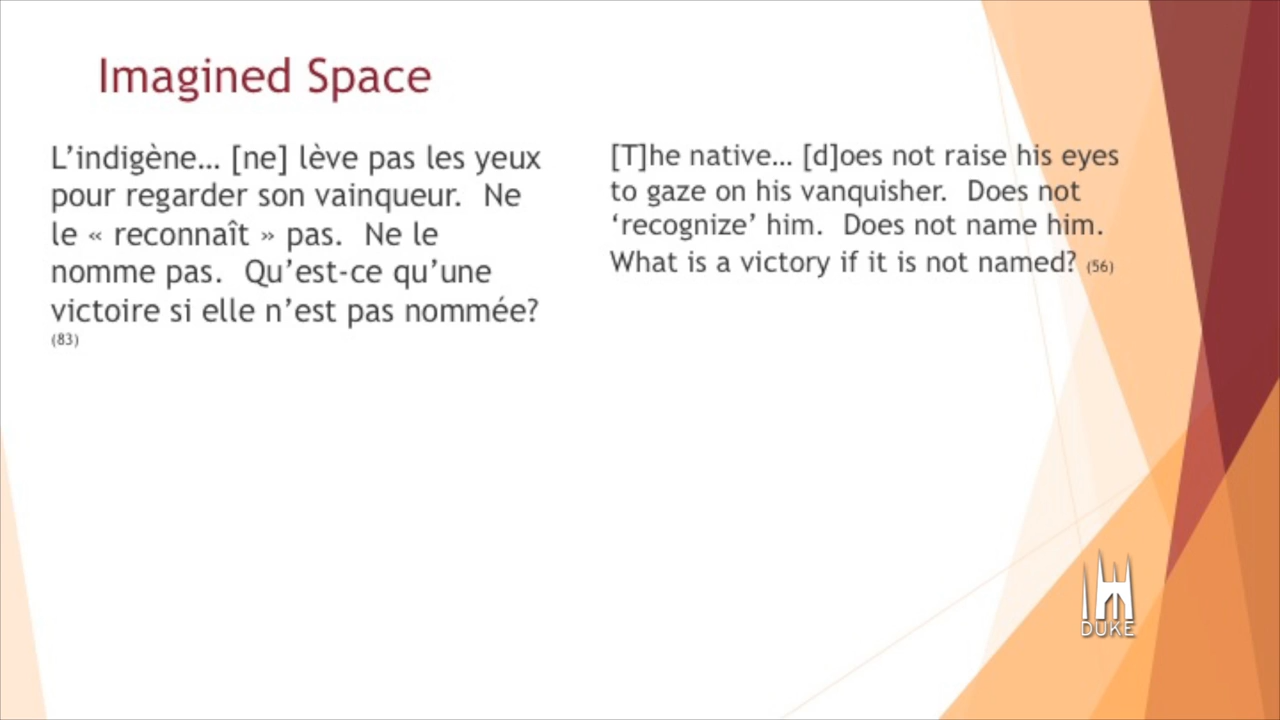 Imagined Space
L’indigène… [ne] lève pas les yeux
pour regarder son vainqueur.  Ne
le « reconnaît » pas.  Ne le
nomme pas.  Qu’est-ce qu’une
victoire si elle n’est pas nommée?
(83)
[T]he native… [d]oes not raise his eyes
to gaze on his vanquisher.  Does not
‘recognize’ him.  Does not name him.
What is a victory if it is not named? (56)
DUKE